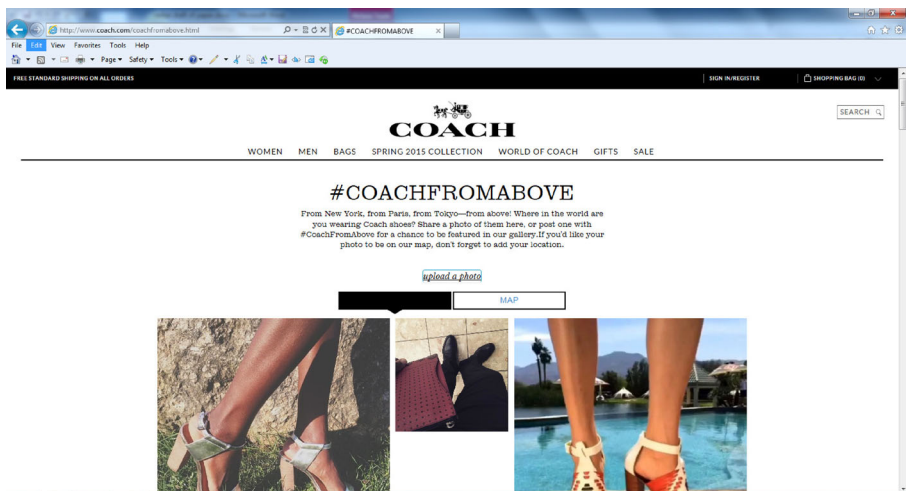 http://www.coach.com/coachfromabove.html
#COACHFROMABOVE
File Edit View Favorites Tools Help
Page Safety Tools
FREE STANDARD SHIPPING ON ALL ORDERS
SIGN IN/REGISTER
SHOPPING BAG (0)
SEARCH
COACH
WOMEN MEN BAGS SPRING 2015 COLLECTION WORLD OF COACH GIFTS SALE
#COACHFROMABOVE
From New York, from Paris, from Tokyo—from above! Where in the world are
you wearing Coach shoes? Share a photo of them here, or post one with
#CoachFromAbove for a chance to be featured in our gallery.If you'd like your
photo to be on our map, don't forget to add your location.
upload a photo
MAP